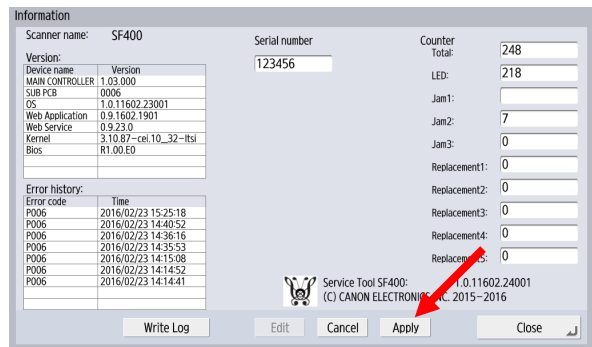 Information
Scanner name: SF400
Version:
Device name Version
MAIN CONTROLLER 1.03.000
SUB PCB 0006
OS 1.0.11602.23001
Web Application 0.9.1602.1901
Web Service 0.9.23.0
Kernel 3.10.87-cei.10_32-ltsi
Bios R1.00.E0
Error history:
Error code Time
P006 2016/02/23 15:25:18
P006 2016/02/23 14:40:52
P006 2016/02/23 14:36:16
P006 2016/02/23 14:35:53
P006 2016/02/23 14:15:08
P006 2016/02/23 14:14:52
P006 2016/02/23 14:14:41
Serial number
123456
Counter
Total: 248
LED: 218
Jam1:
Jam2: 7
Jam3: 0
Replacement1: 0
Replacement2: 0
Replacement3: 0
Replacement4: 0
Replacement5: 0
Service Tool SF400: 1.0.11602.24001
(C) CANON ELECTRONICS INC. 2015-2016
Write Log Edit Cancel Apply Close